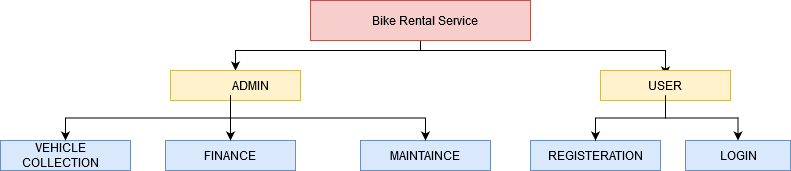 Bike Rental Service
ADMIN
USER
VEHICLE
COLLECTION
FINANCE
MAINTAINCE
REGISTERATION
LOGIN